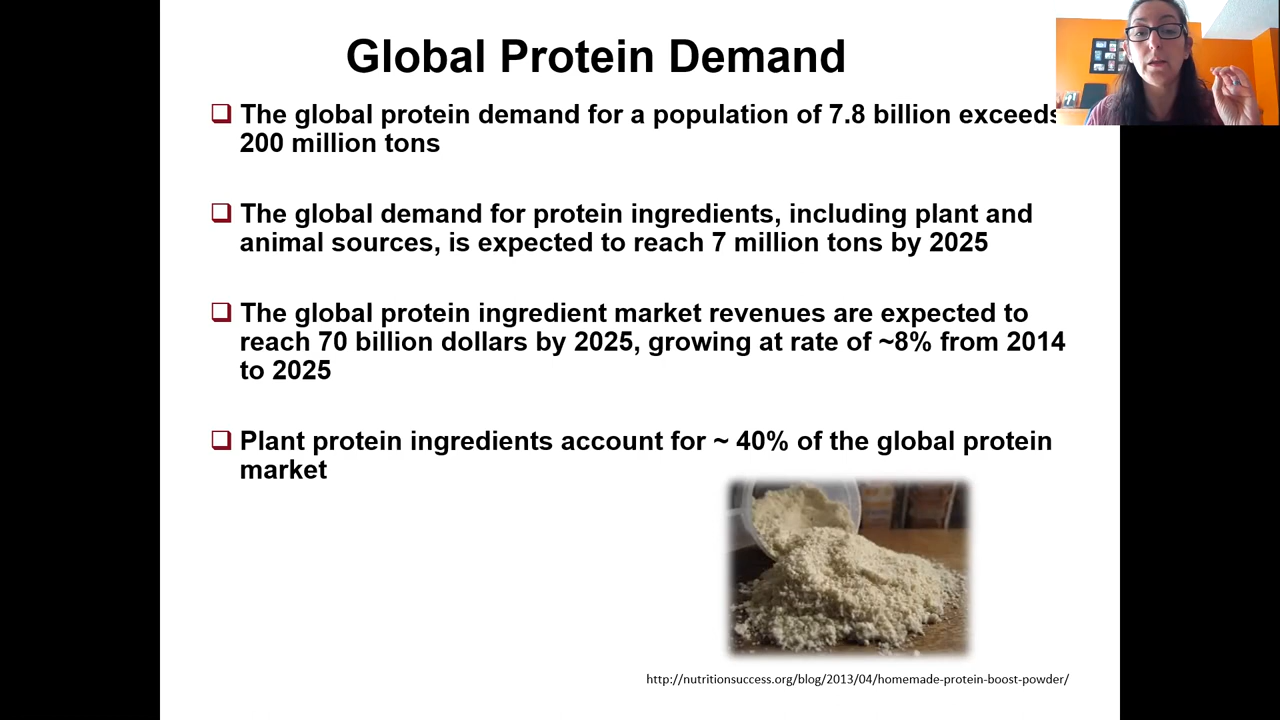 Global Protein Demand
❑ The global protein demand for a population of 7.8 billion exceeds
200 million tons
❑ The global demand for protein ingredients, including plant and
animal sources, is expected to reach 7 million tons by 2025
❑ The global protein ingredient market revenues are expected to
reach 70 billion dollars by 2025, growing at rate of ~8% from 2014
to 2025
❑ Plant protein ingredients account for ~ 40% of the global protein
market
http://nutritionsuccess.org/blog/2013/04/homemade-protein-boost-powder/